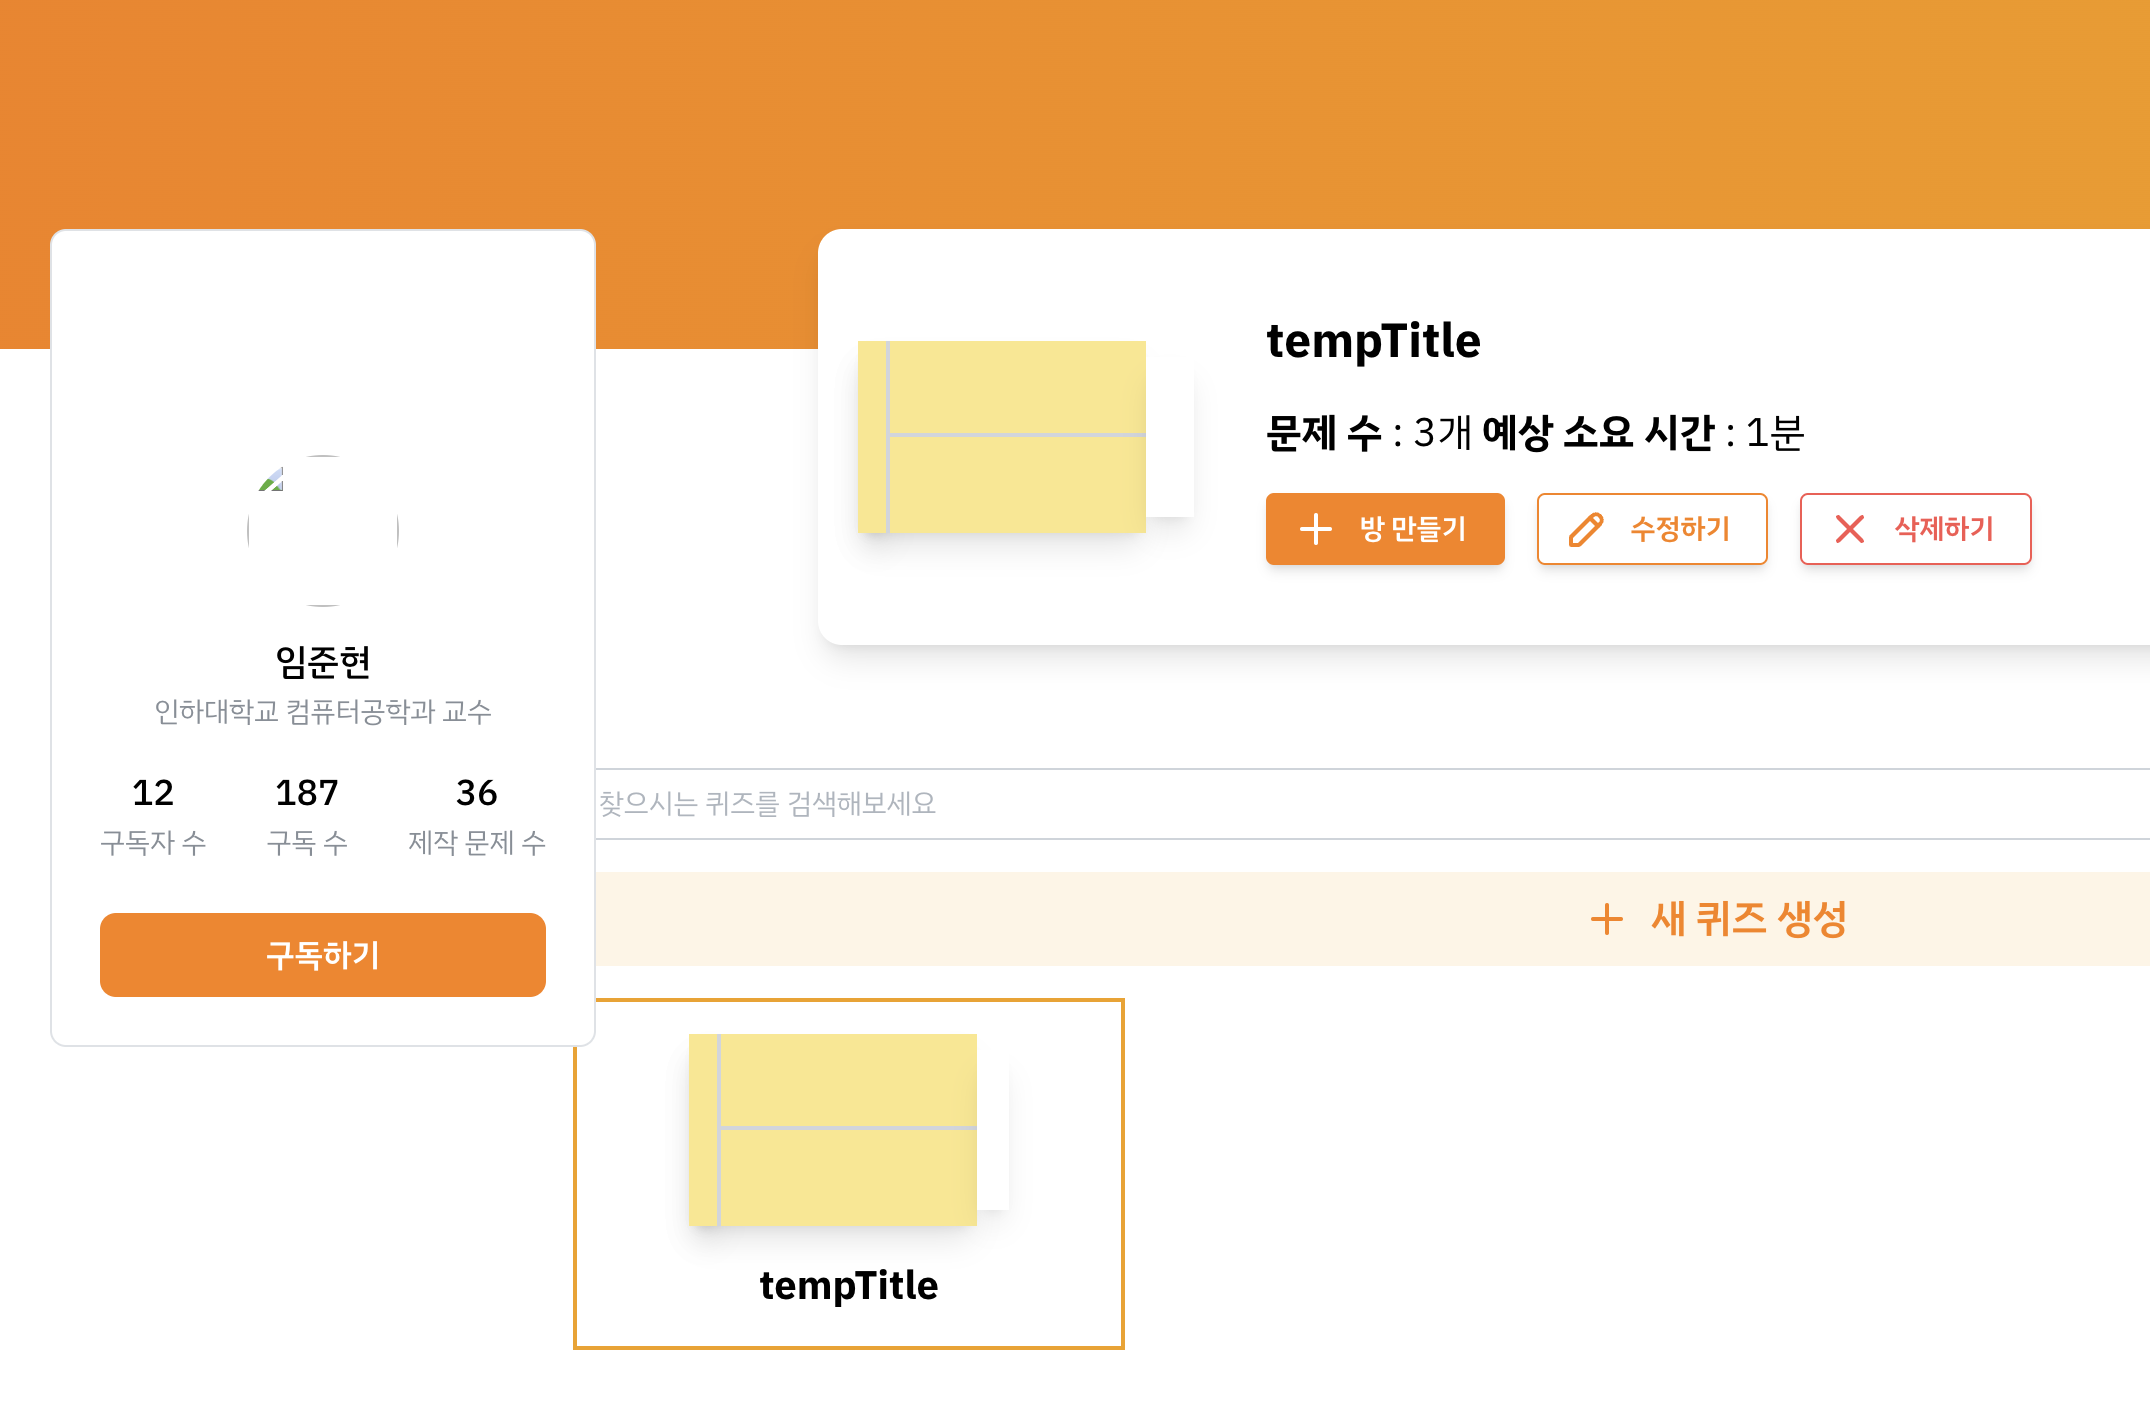 임준현
인하대학교 컴퓨터공학과 교수
12 187 36
구독자 수 구독 수 제작 문제 수
구독하기
tempTitle
문제 수 : 3개 예상 소요 시간 : 1분
방 만들기 수정하기 삭제하기
찾으시는 퀴즈를 검색해보세요
새 퀴즈 생성
tempTitle